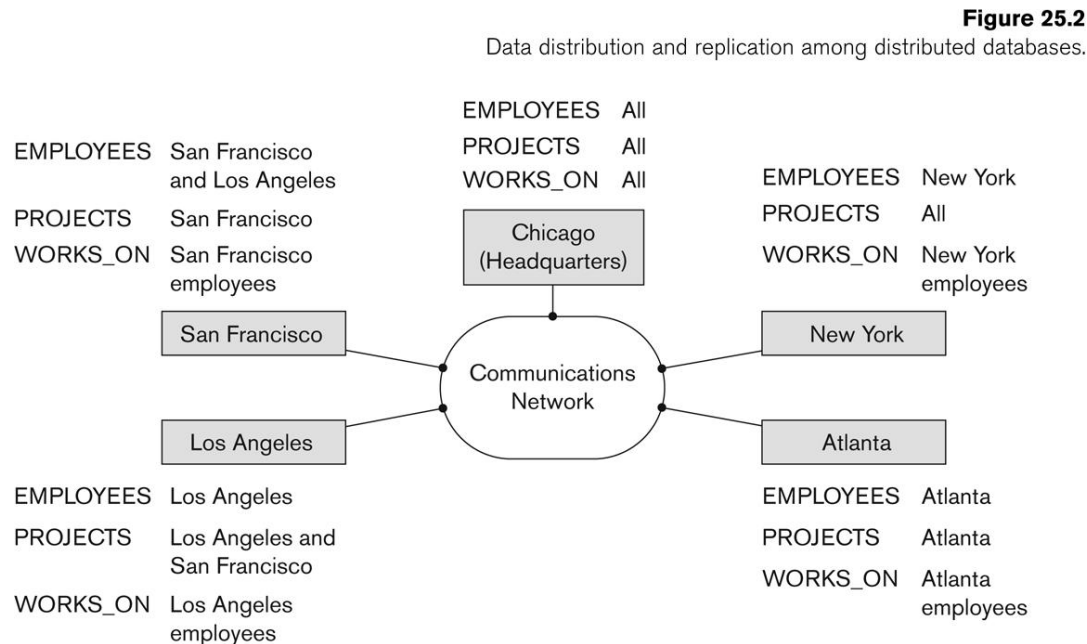 Figure 25.2
Data distribution and replication among distributed databases.
EMPLOYEES All
PROJECTS All
WORKS_ON All
Chicago
(Headquarters)
EMPLOYEES San Francisco
and Los Angeles
PROJECTS San Francisco
WORKS_ON San Francisco
employees
San Francisco
EMPLOYEES New York
PROJECTS All
WORKS_ON New York
employees
New York
Communications
Network
Los Angeles
EMPLOYEES Los Angeles
PROJECTS Los Angeles and
San Francisco
WORKS_ON Los Angeles
employees
Atlanta
EMPLOYEES Atlanta
PROJECTS Atlanta
WORKS_ON Atlanta
employees